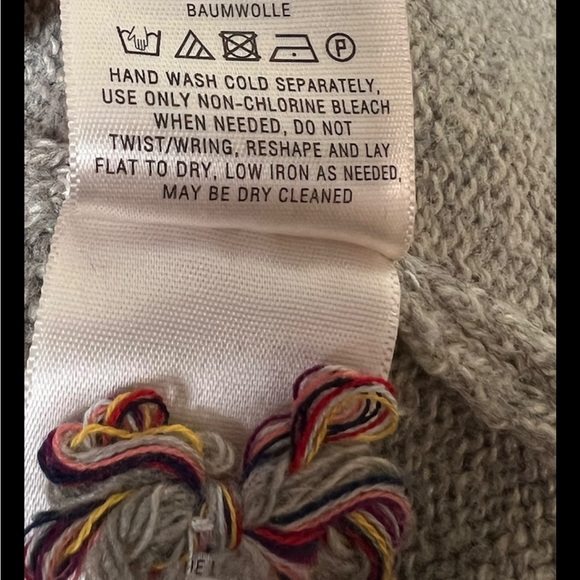 BAUMWOLLE
P
HAND WASH COLD SEPARATELY,
USE ONLY NON-CHLORINE BLEACH
WHEN NEEDED, DO NOT
TWIST/WRING, RESHAPE AND LAY
FLAT TO DRY, LOW IRON AS NEEDED,
MAY BE DRY CLEANED